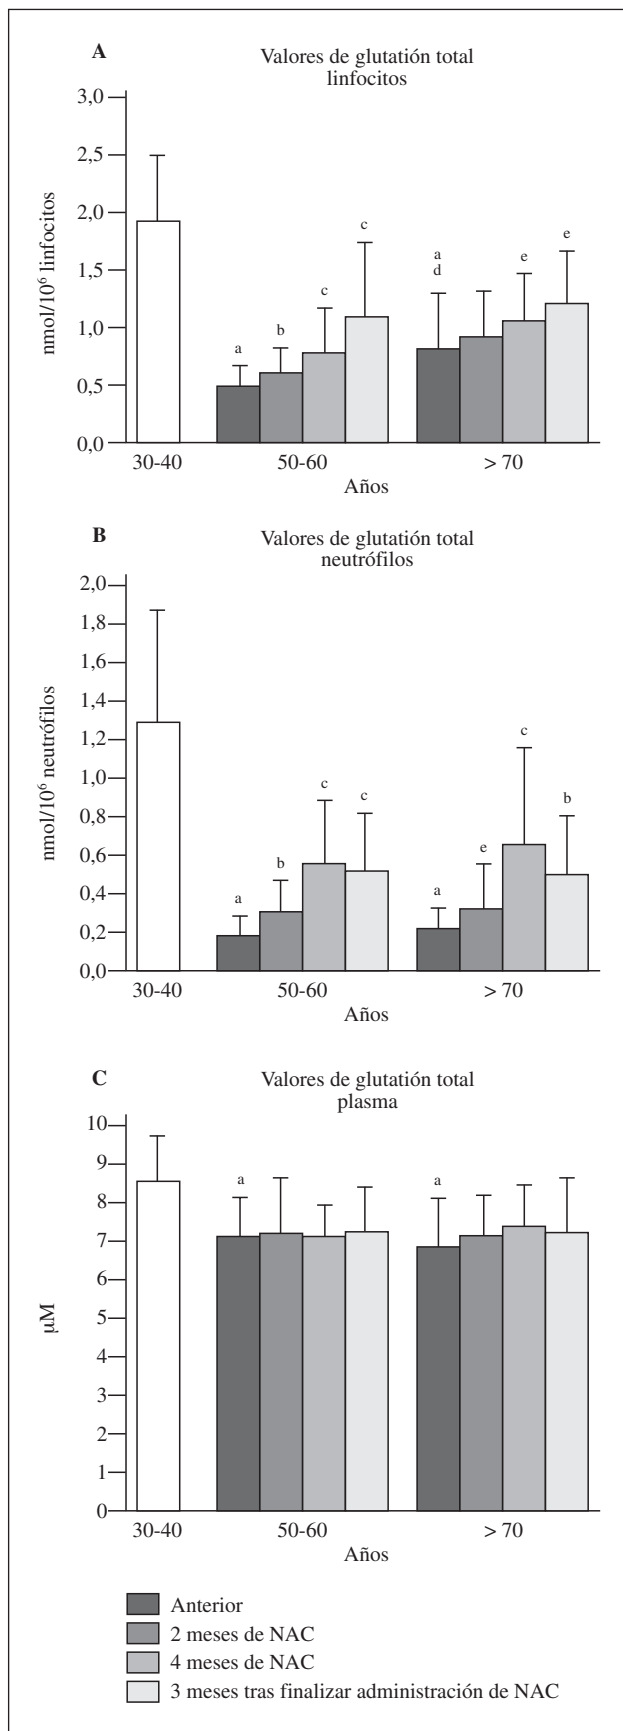 A
Valores de glutatión total
linfocitos
nmol/10⁶ linfocitos
3,0
2,5
2,0
1,5
1,0
0,5
0,0
a
b
c
c
a
d
e
e
30-40
50-60
> 70
Años
B
Valores de glutatión total
neutrófilos
nmol/10⁶ neutrófilos
2,0
1,8
1,6
1,4
1,2
1,0
0,8
0,6
0,4
0,2
0,0
a
b
c
c
a
e
c
b
30-40
50-60
> 70
Años
C
Valores de glutatión total
plasma
µM
10
9
8
7
6
5
4
3
2
1
0
a
a
30-40
50-60
> 70
Años
Anterior
2 meses de NAC
4 meses de NAC
3 meses tras finalizar administración de NAC